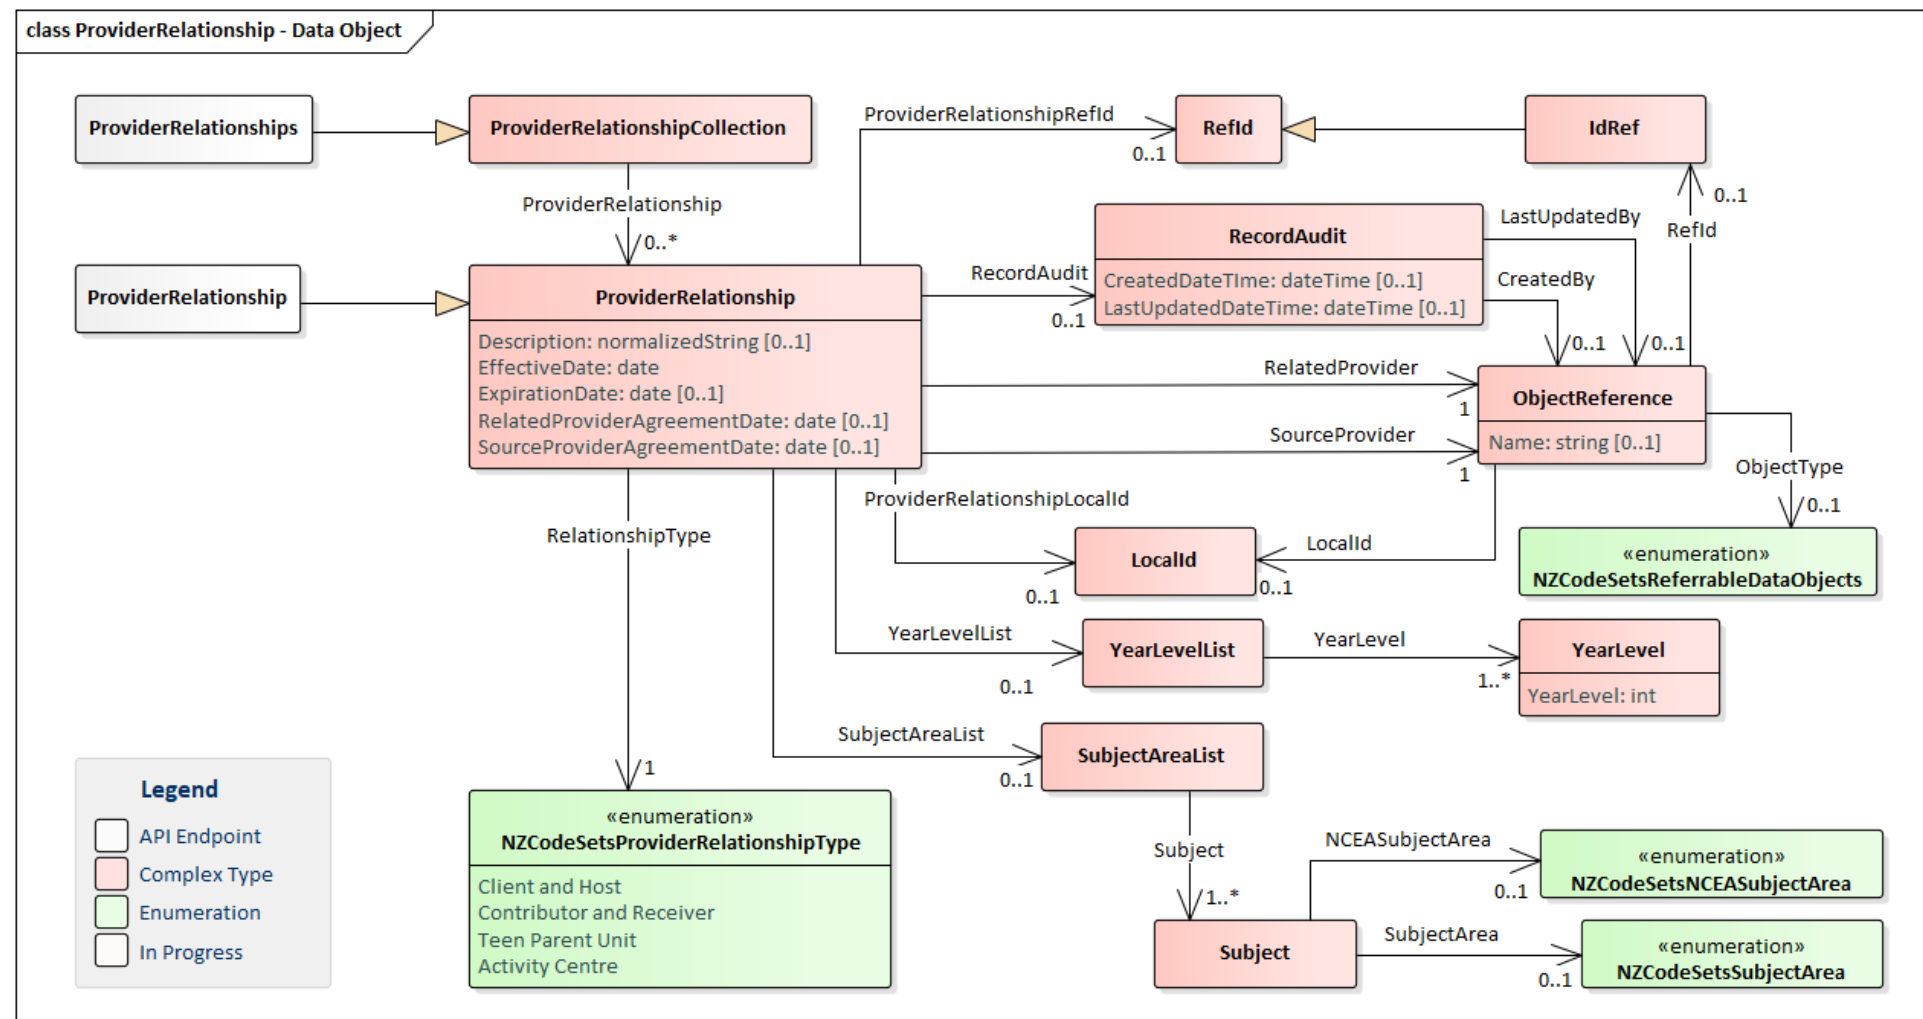 class ProviderRelationship - Data Object
ProviderRelationships
ProviderRelationshipCollection
ProviderRelationshipRefId
0..1
RefId
IdRef
ProviderRelationship
0..*
RecordAudit
CreatedDateTIme: dateTime [0..1]
LastUpdatedDateTime: dateTime [0..1]
LastUpdatedBy
0..1
RefId
CreatedBy
0..1
0..1
ProviderRelationship
ProviderRelationship
Description: normalizedString [0..1]
EffectiveDate: date
ExpirationDate: date [0..1]
RelatedProviderAgreementDate: date [0..1]
SourceProviderAgreementDate: date [0..1]
RecordAudit
0..1
RelatedProvider
1
SourceProvider
1
ObjectReference
Name: string [0..1]
ObjectType
0..1
ProviderRelationshipLocalId
0..1
LocalId
LocalId
0..1
«enumeration»
NZCodeSetsReferrableDataObjects
RelationshipType
1
YearLevelList
0..1
YearLevelList
YearLevel
1..*
YearLevel
YearLevel: int
SubjectAreaList
0..1
SubjectAreaList
Subject
1..*
Subject
NCEASubjectArea
0..1
«enumeration»
NZCodeSetsNCEASubjectArea
SubjectArea
0..1
«enumeration»
NZCodeSetsSubjectArea
«enumeration»
NZCodeSetsProviderRelationshipType
Client and Host
Contributor and Receiver
Teen Parent Unit
Activity Centre
Legend
API Endpoint
Complex Type
Enumeration
In Progress